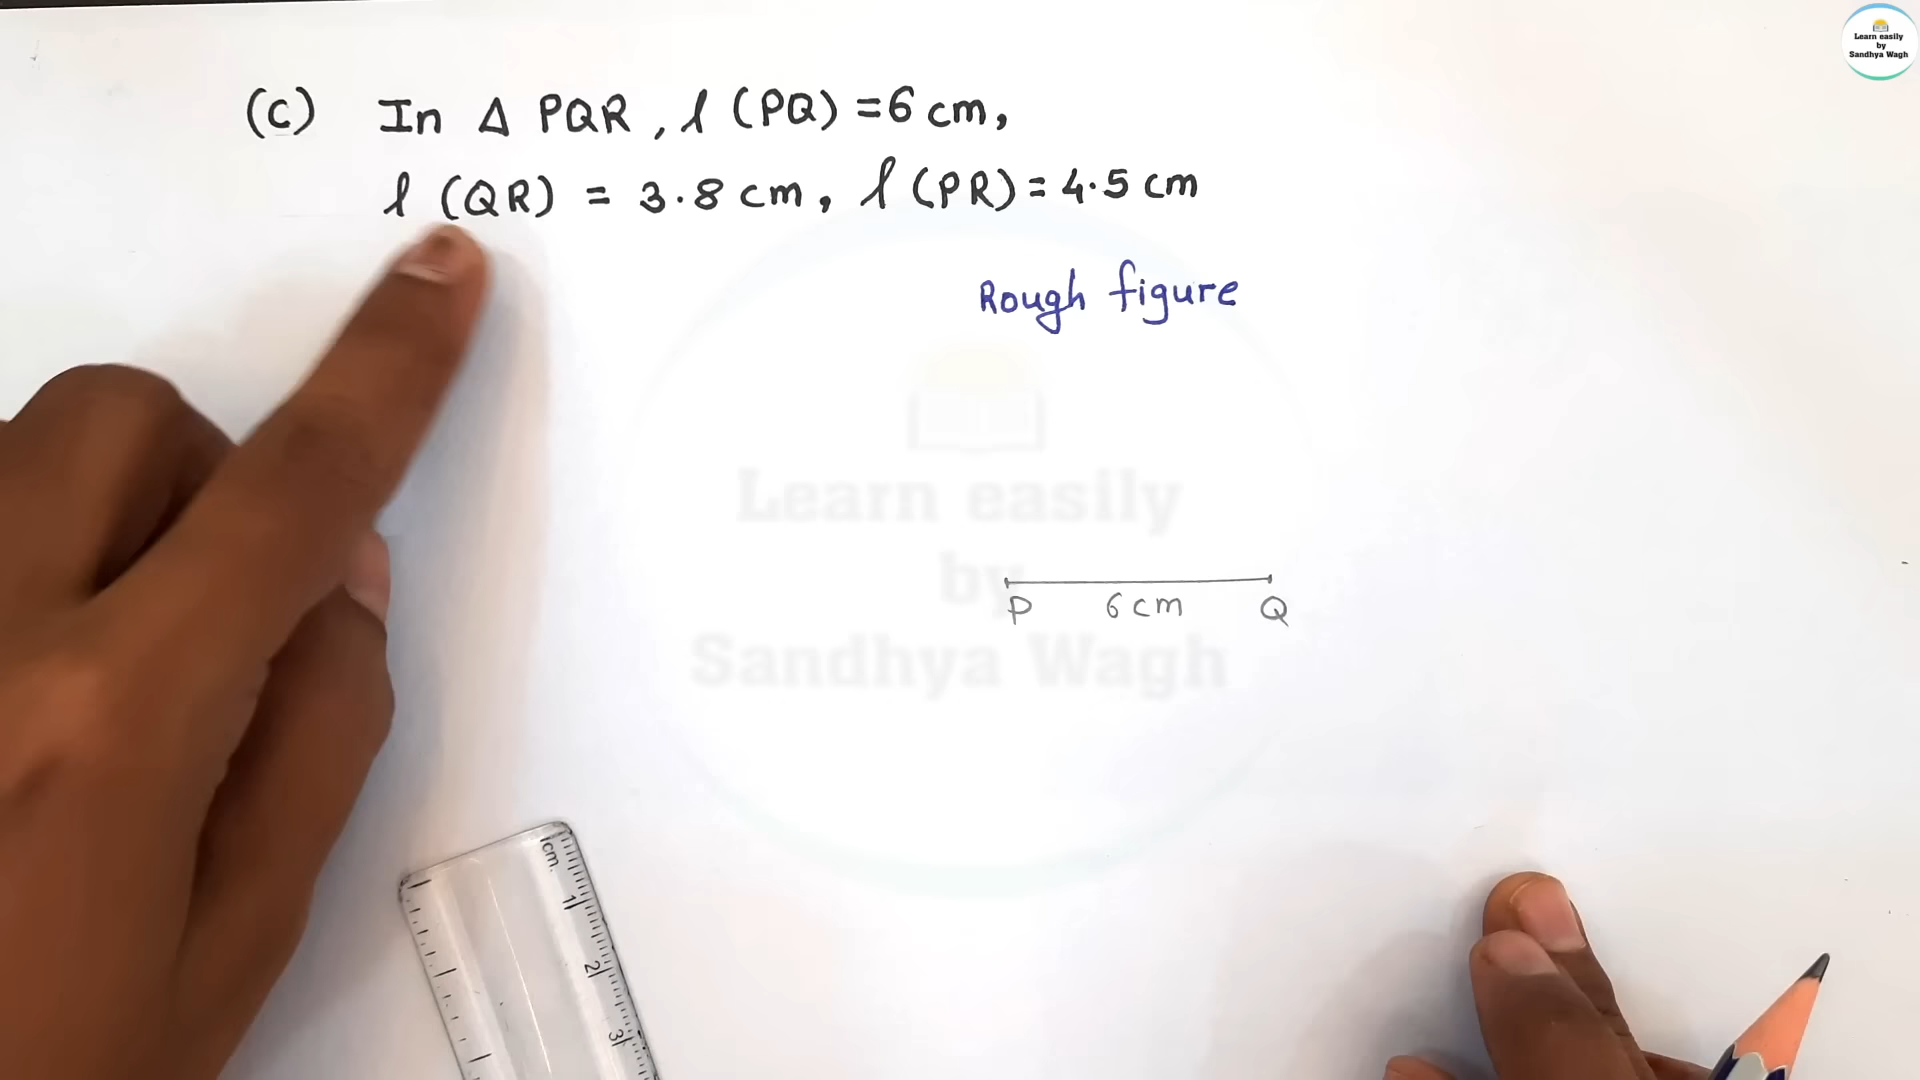 Learn easily
by
Sandhya Wagh
(C) In Δ PQR, l (PQ) = 6 cm,
l (QR) = 3.8 cm, l (PR) = 4.5 cm
Rough figure
Learn easily
by
Sandhya Wagh
P 6 cm Q
1cm.
1
2
3